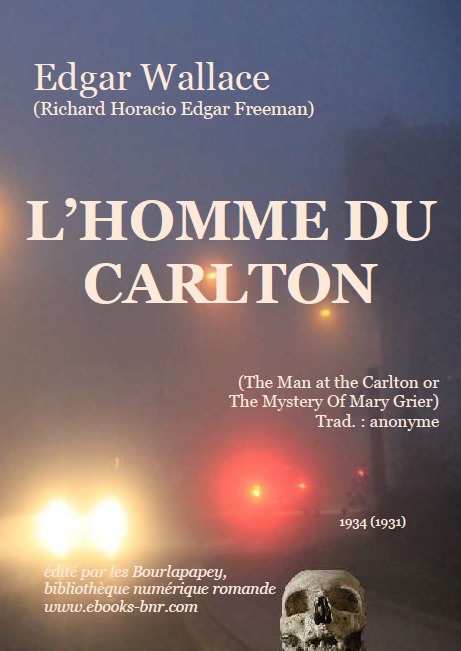 Edgar Wallace
(Richard Horacio Edgar Freeman)
L’HOMME DU
CARLTON
(The Man at the Carlton or
The Mystery Of Mary Grier)
Trad. : anonyme
1934 (1931)
édité par les Bourlapapey,
bibliothèque numérique romande
www.ebooks-bnr.com